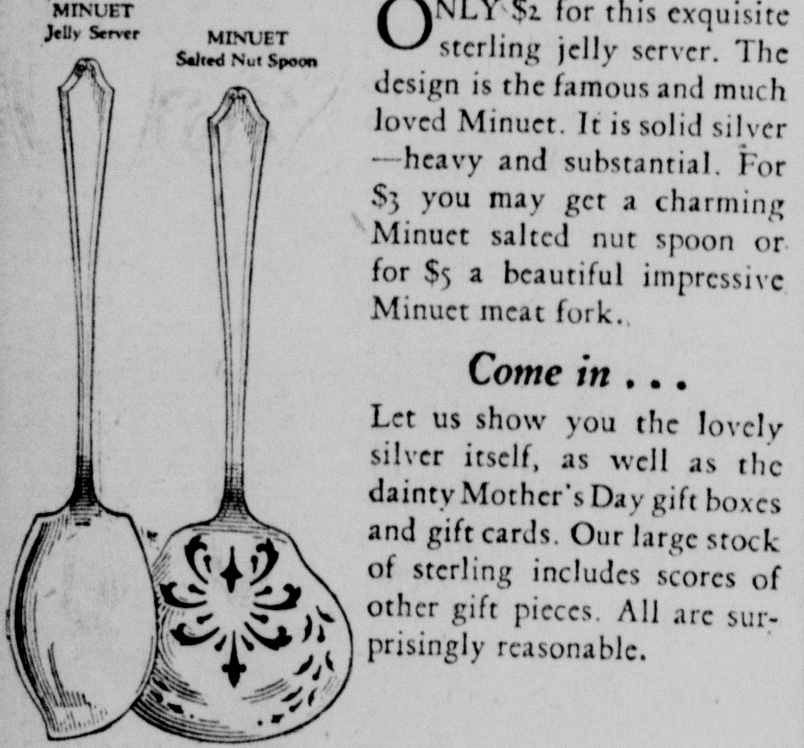 MINUET
Jelly Server
MINUET
Salted Nut Spoon
ONLY $2 for this exquisite
sterling jelly server. The
design is the famous and much
loved Minuet. It is solid silver
—heavy and substantial. For
$3 you may get a charming
Minuet salted nut spoon or
for $5 a beautiful impressive
Minuet meat fork.
Come in . . .
Let us show you the lovely
silver itself, as well as the
dainty Mother's Day gift boxes
and gift cards. Our large stock
of sterling includes scores of
other gift pieces. All are sur-
prisingly reasonable.